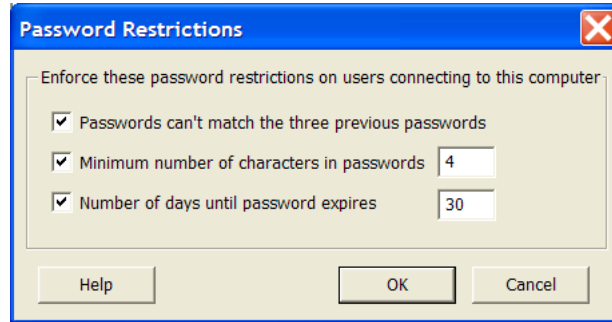 Password Restrictions
Enforce these password restrictions on users connecting to this computer
Passwords can't match the three previous passwords
Minimum number of characters in passwords 4
Number of days until password expires 30
Help OK Cancel